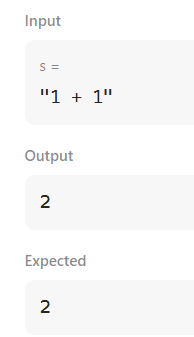 Input
s =
"1 + 1"
Output
2
Expected
2